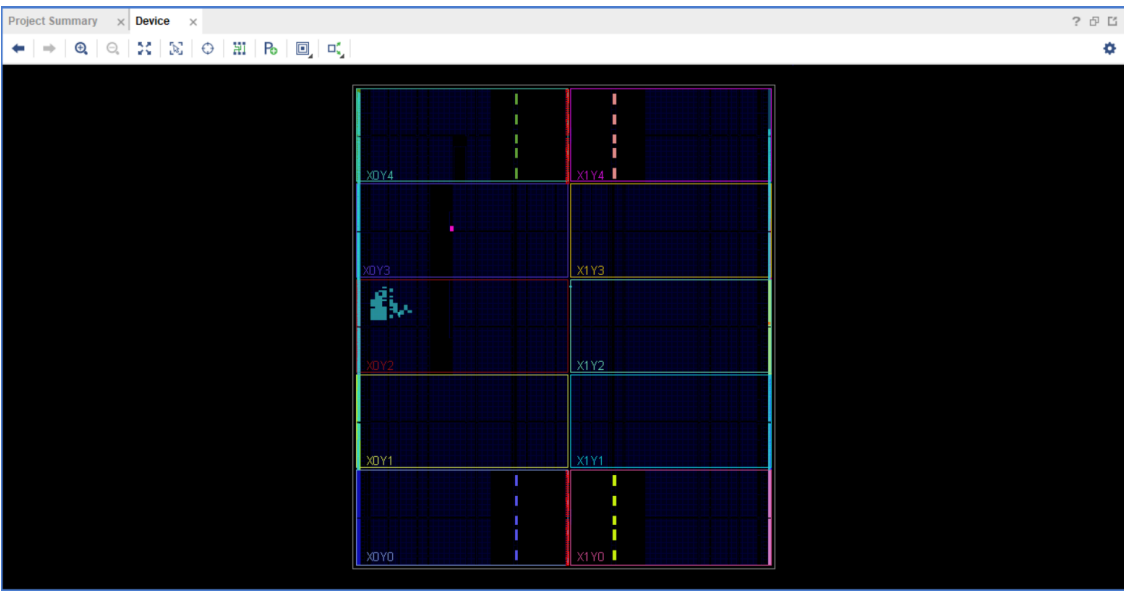 Project Summary × Device ×
X0Y4 X1Y4
X0Y3 X1Y3
X0Y2 X1Y2
X0Y1 X1Y1
X0Y0 X1Y0